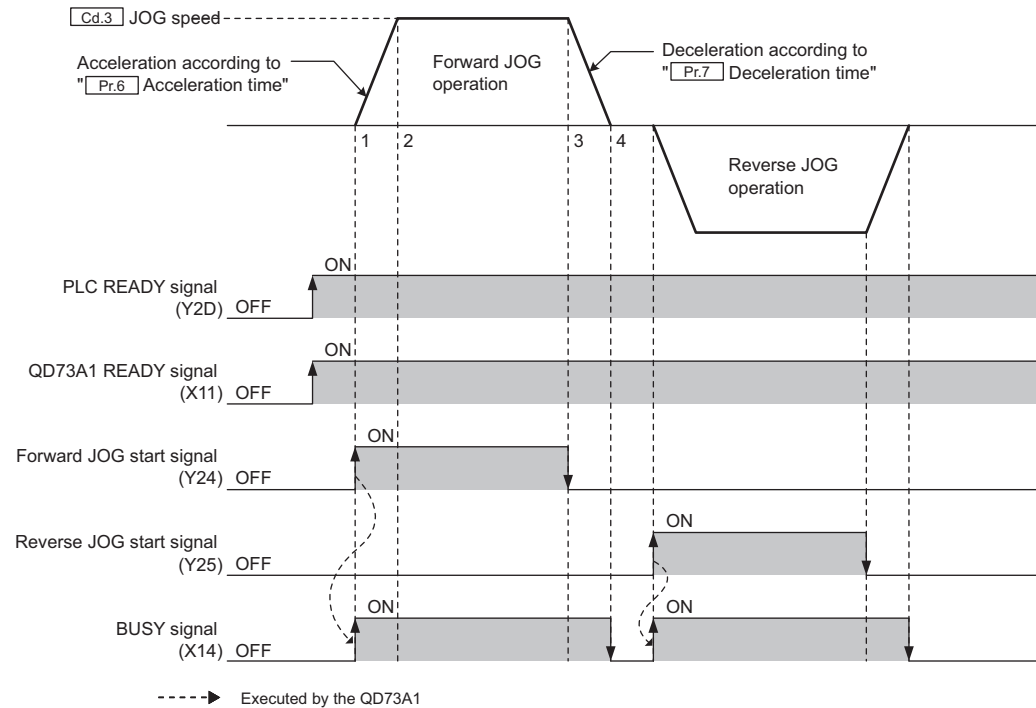 Cd.3 JOG speed
Acceleration according to
"Pr.6 Acceleration time"
Forward JOG
operation
Deceleration according to
"Pr.7 Deceleration time"
1 2 3 4
Reverse JOG
operation
ON
PLC READY signal
(Y2D) OFF
ON
QD73A1 READY signal
(X11) OFF
ON
Forward JOG start signal
(Y24) OFF
ON
Reverse JOG start signal
(Y25) OFF
ON ON
BUSY signal
(X14) OFF
Executed by the QD73A1